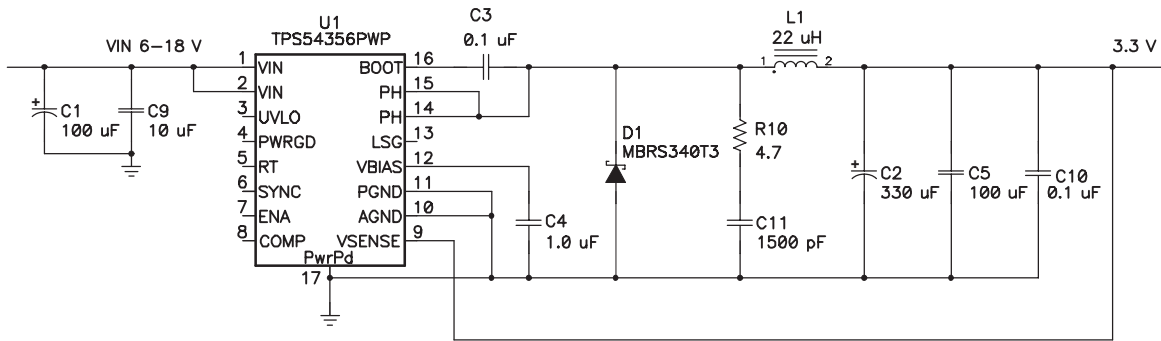 VIN 6–18 V
U1
TPS54356PWP
C3
0.1 uF
L1
22 uH
3.3 V
1 2
+
C1
100 uF
C9
10 uF
1 VIN
2 VIN
3 UVLO
4 PWRGD
5 RT
6 SYNC
7 ENA
8 COMP
BOOT 16
PH 15
PH 14
LSG 13
VBIAS 12
PGND 11
AGND 10
VSENSE 9
PwrPd
17
C4
1.0 uF
D1
MBRS340T3
R10
4.7
C11
1500 pF
+
C2
330 uF
C5
100 uF
C10
0.1 uF